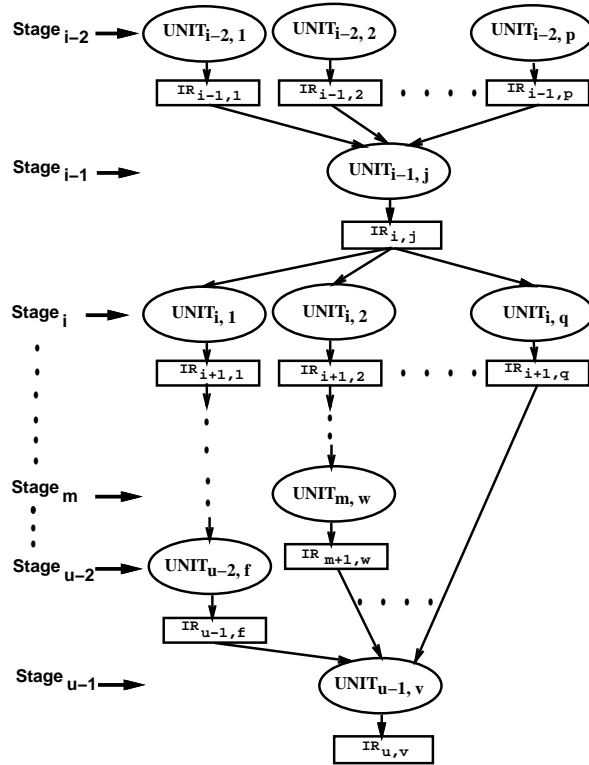 Stage i−2 UNIT i−2, 1 UNIT i−2, 2 UNIT i−2, p
IR i-1,1 IR i-1,2 IR i-1,p
Stage i−1 UNIT i−1, j
IR i,j
Stage i UNIT i, 1 UNIT i, 2 UNIT i, q
IR i+1,1 IR i+1,2 IR i+1,q
Stage m UNIT m, w
IR m+1,w
Stage u−2 UNIT u−2, f
IR u-1,f
Stage u−1 UNIT u−1, v
IR u,v